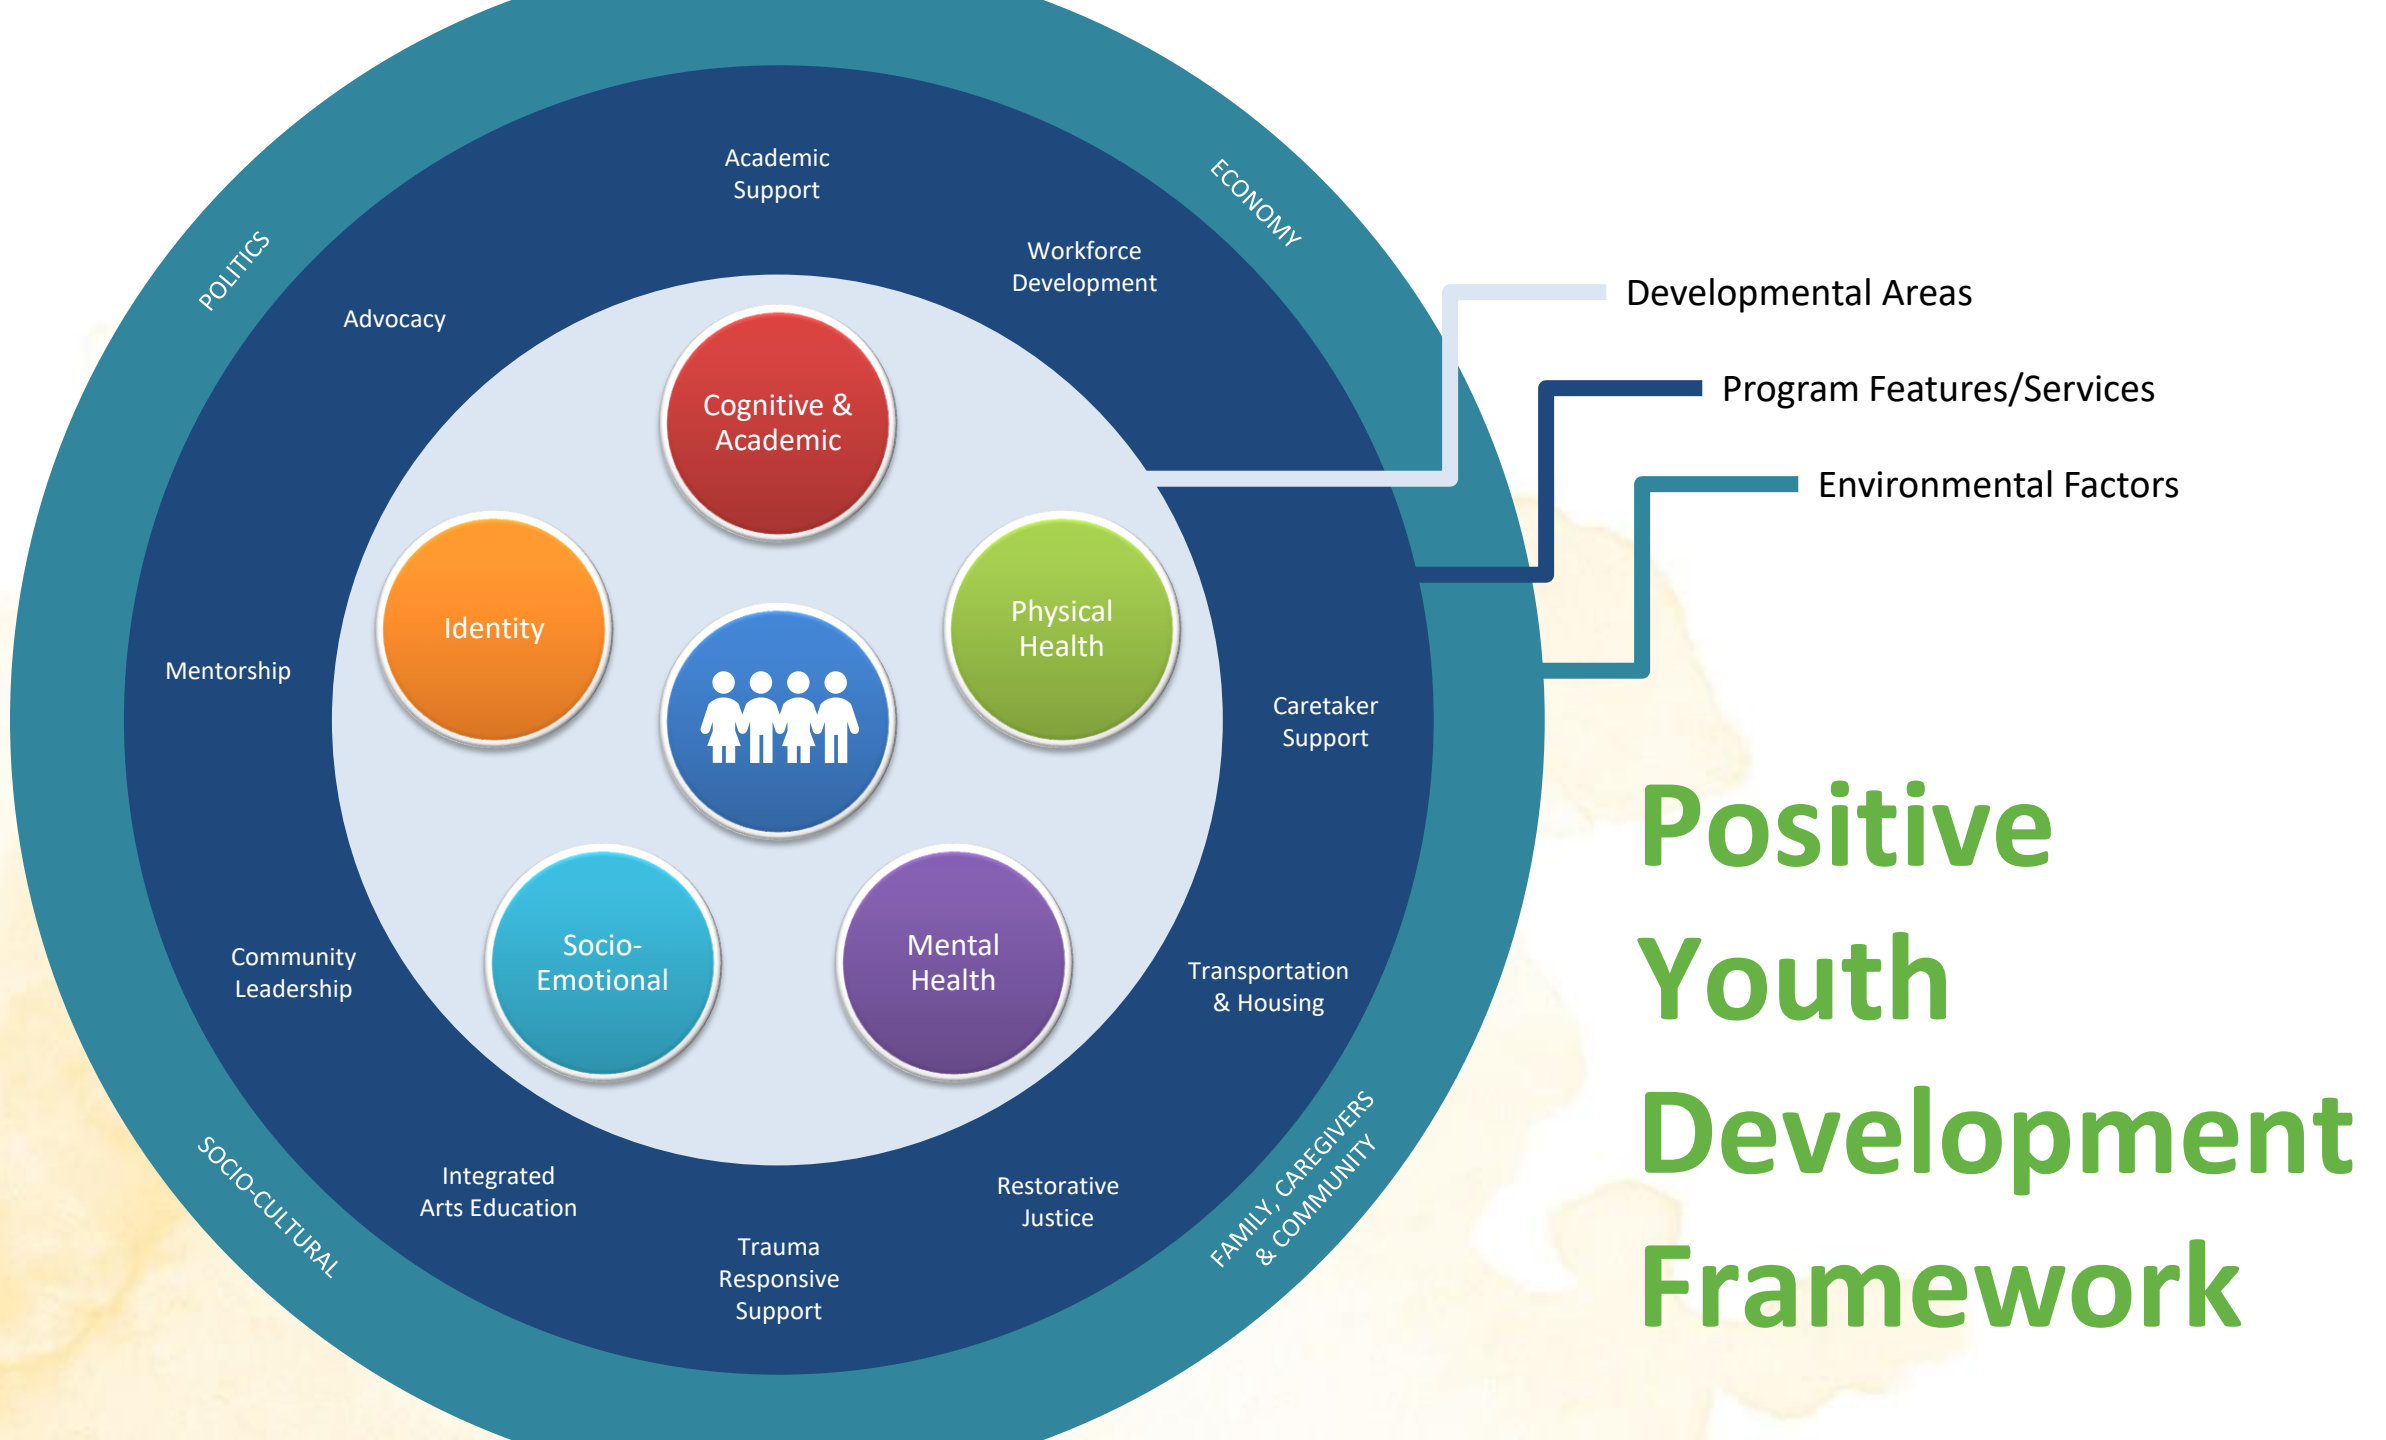 Academic
Support
ECONOMY
Workforce
Development
POLITICS
Advocacy
Developmental Areas
Program Features/Services
Environmental Factors
Cognitive &
Academic
Identity
Physical
Health
Mentorship
Caretaker
Support
Socio-
Emotional
Mental
Health
Community
Leadership
Transportation
& Housing
SOCIO-CULTURAL
Integrated
Arts Education
Trauma
Responsive
Support
Restorative
Justice
FAMILY, CAREGIVERS
& COMMUNITY
Positive
Youth
Development
Framework